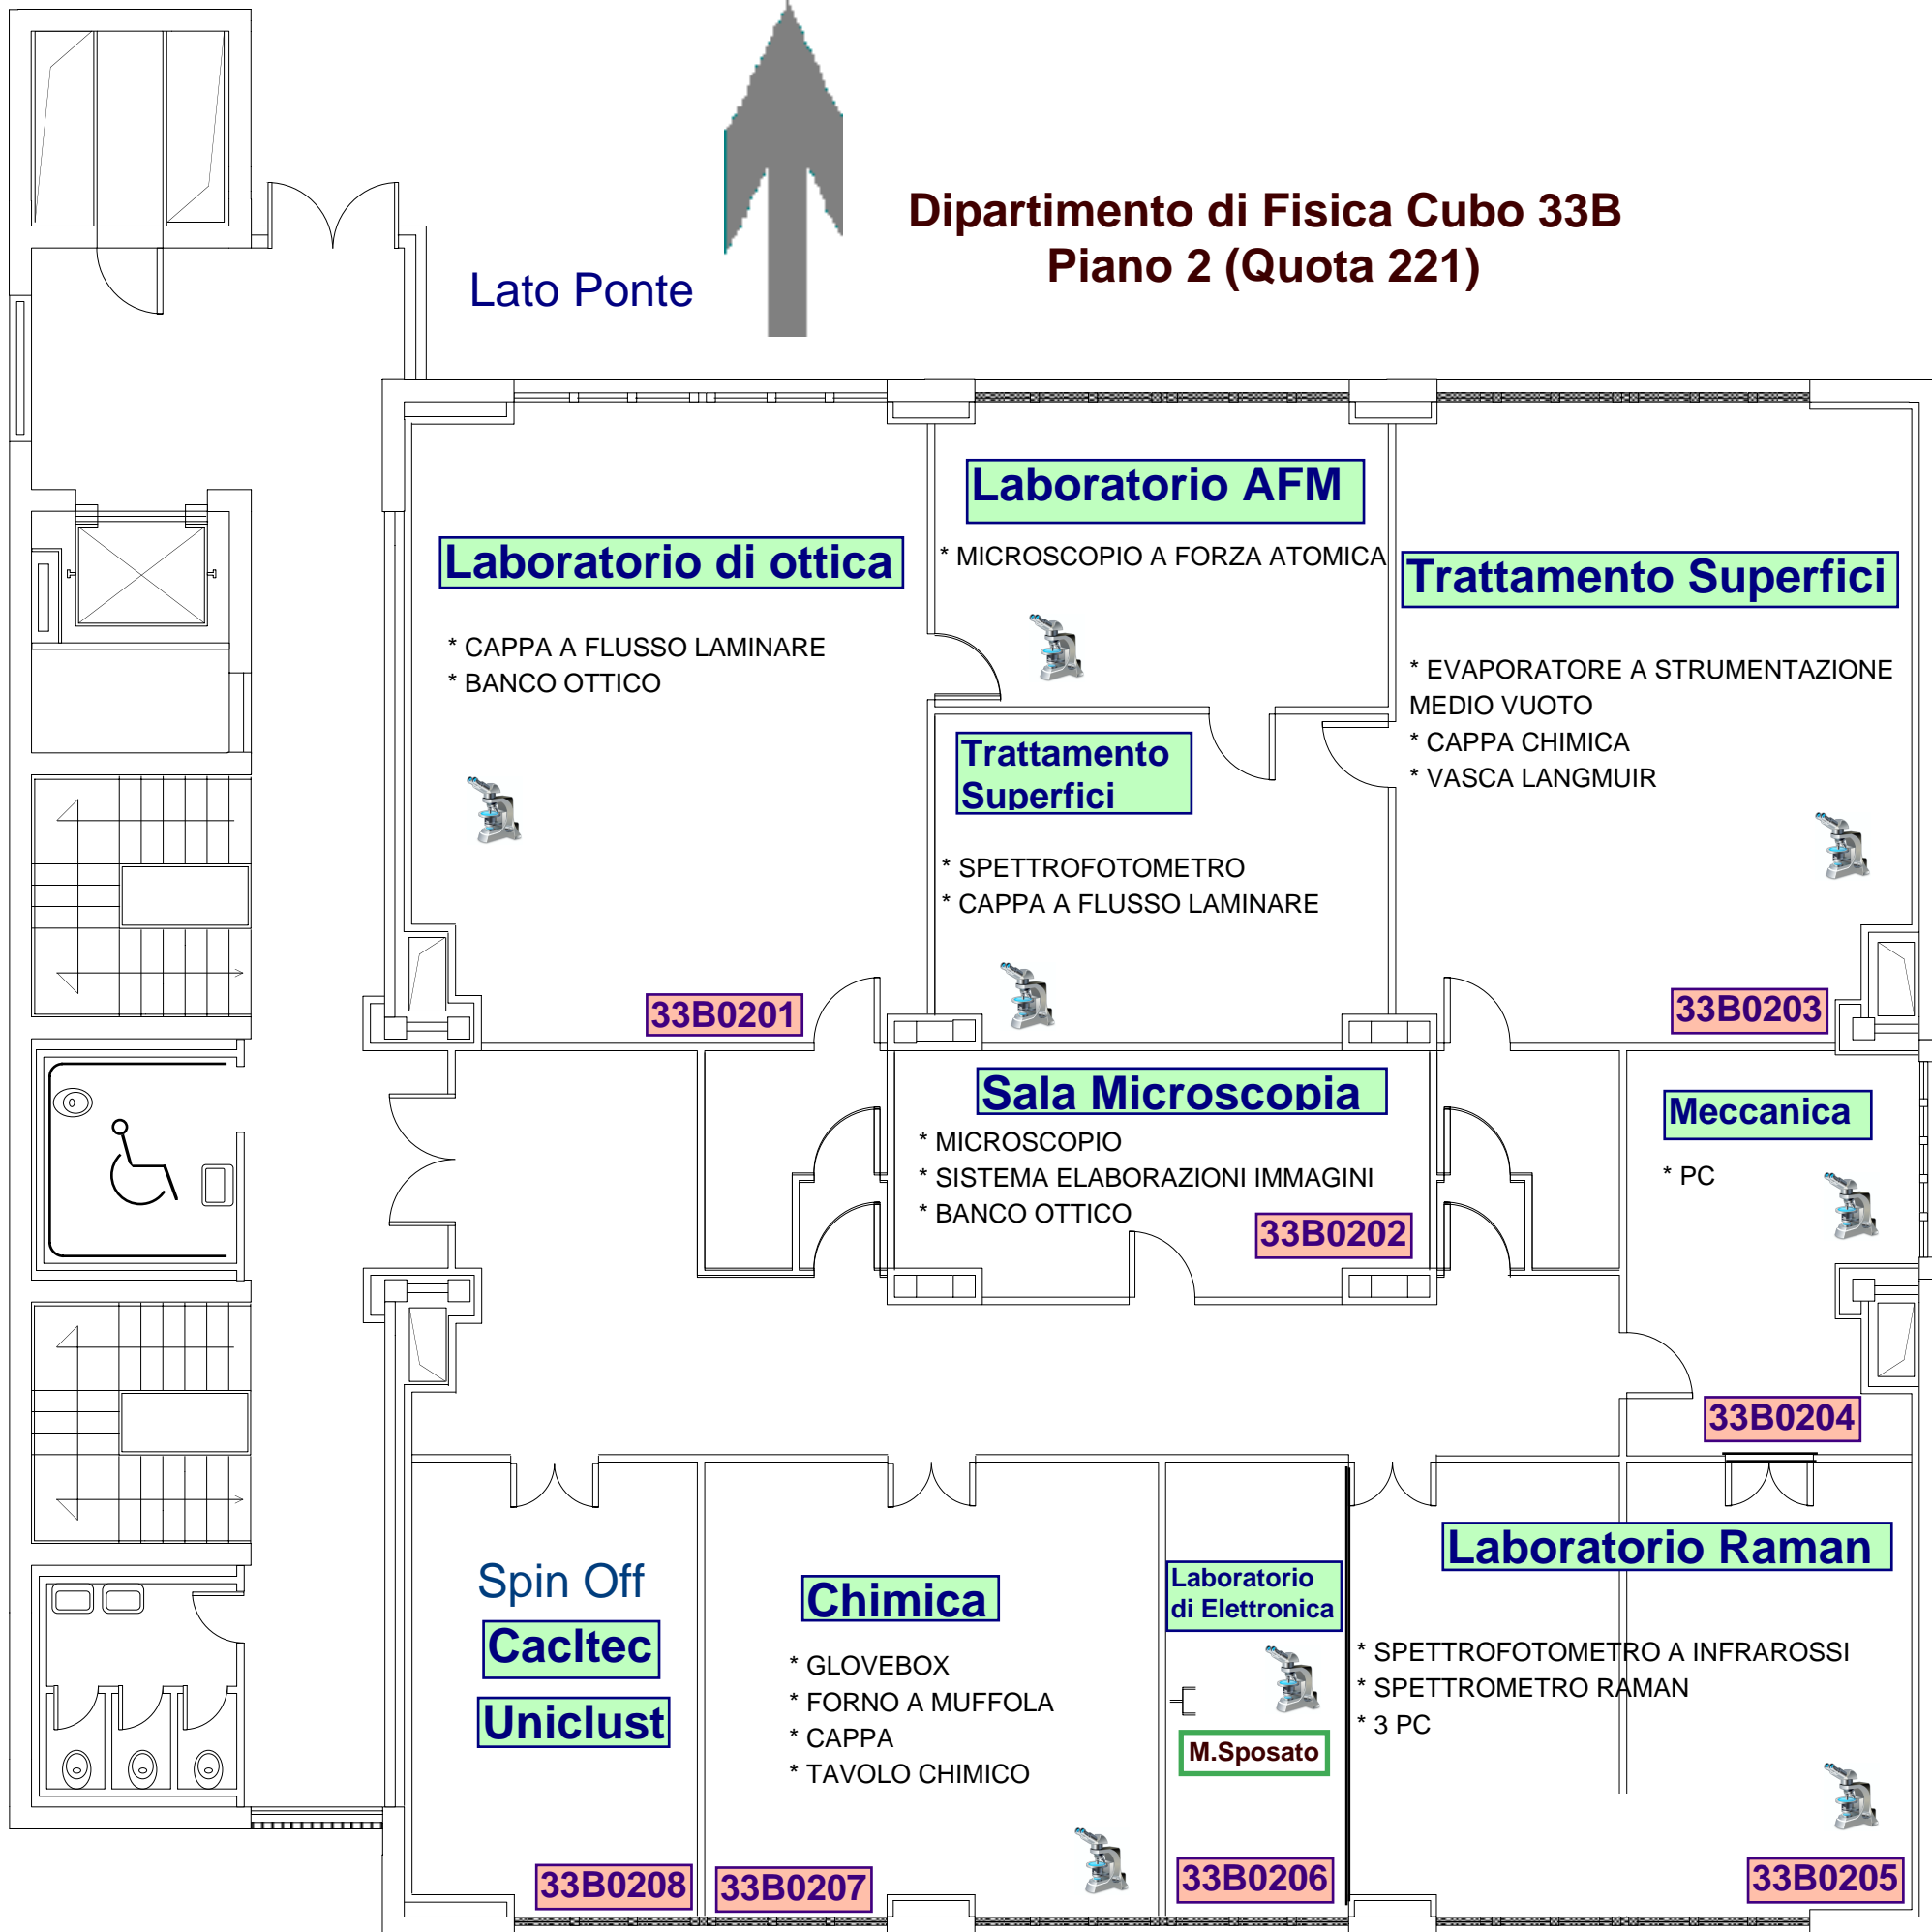 Dipartimento di Fisica Cubo 33B
Piano 2 (Quota 221)
Lato Ponte
Laboratorio di ottica
* CAPPA A FLUSSO LAMINARE
* BANCO OTTICO
33B0201
Laboratorio AFM
* MICROSCOPIO A FORZA ATOMICA
Trattamento
Superfici
* SPETTROFOTOMETRO
* CAPPA A FLUSSO LAMINARE
Trattamento Superfici
* EVAPORATORE A STRUMENTAZIONE
MEDIO VUOTO
* CAPPA CHIMICA
* VASCA LANGMUIR
33B0203
Sala Microscopia
* MICROSCOPIO
* SISTEMA ELABORAZIONI IMMAGINI
* BANCO OTTICO
33B0202
Meccanica
* PC
33B0204
Spin Off
CacItec
Uniclust
33B0208
Chimica
* GLOVEBOX
* FORNO A MUFFOLA
* CAPPA
* TAVOLO CHIMICO
33B0207
Laboratorio
di Elettronica
M.Sposato
33B0206
Laboratorio Raman
* SPETTROFOTOMETRO A INFRAROSSI
* SPETTROMETRO RAMAN
* 3 PC
33B0205